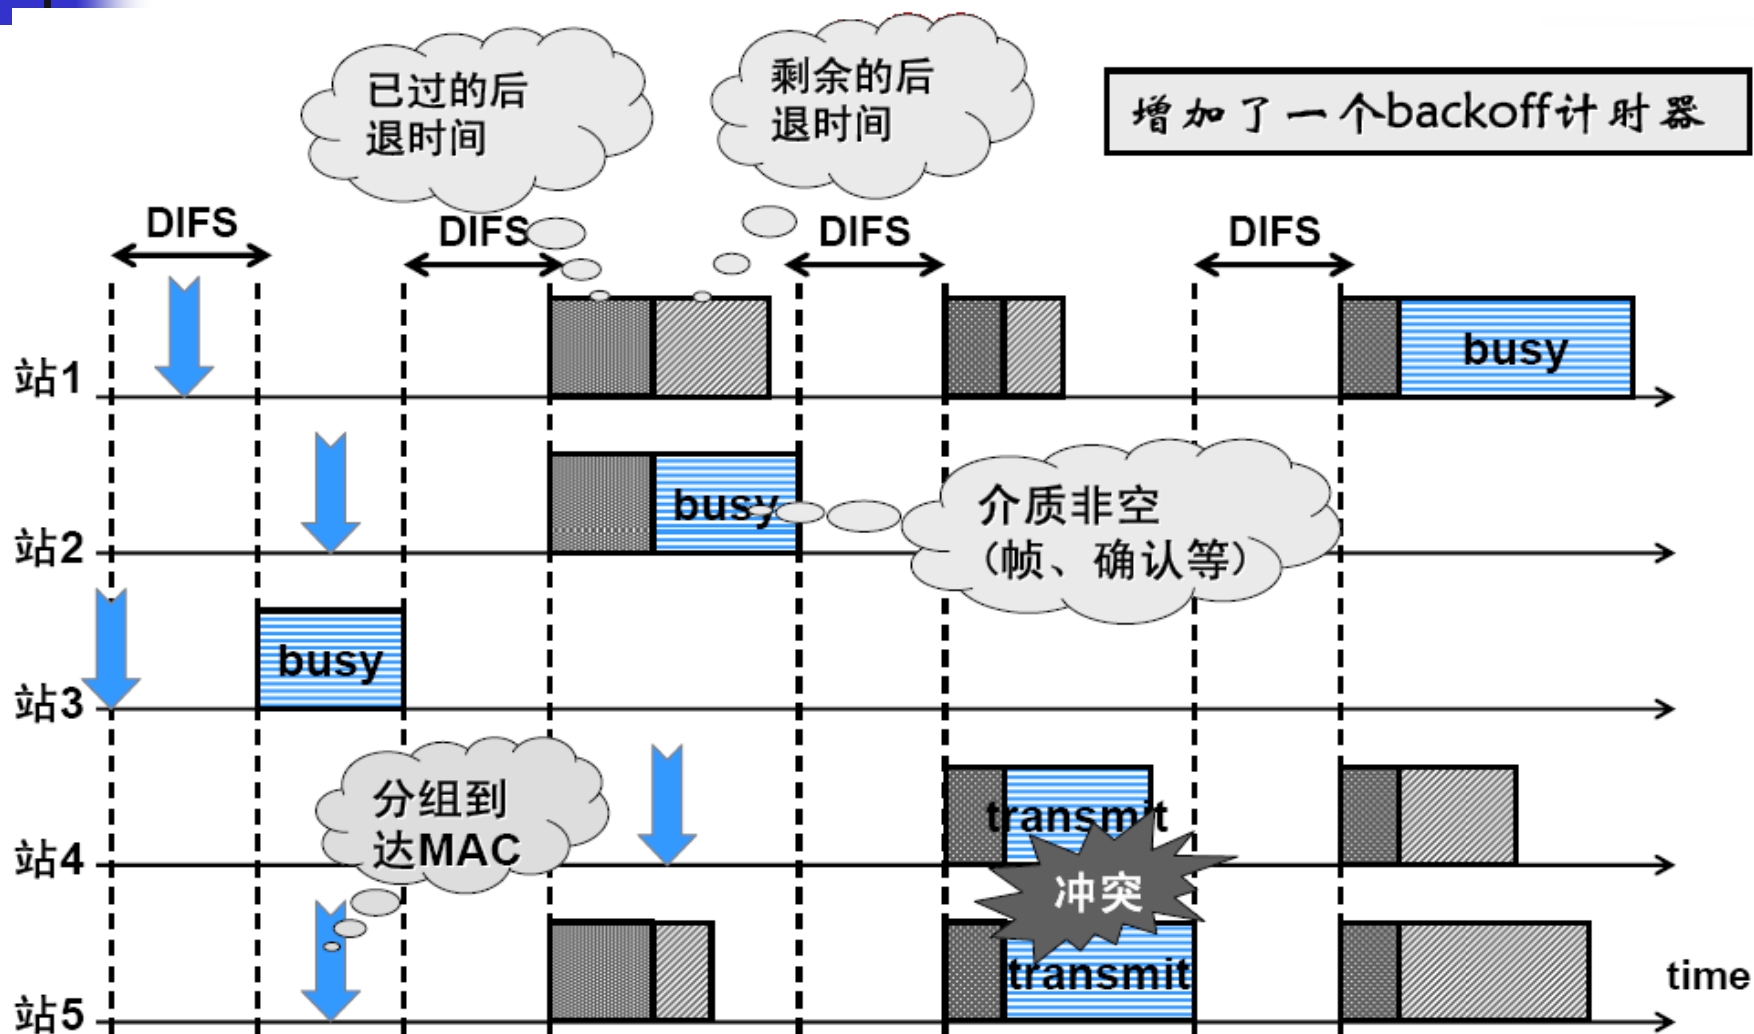 已过的后
退时间
剩余的后
退时间
增加了一个backoff计时器
DIFS
DIFS
DIFS
DIFS
站1
busy
站2
busy
介质非空
(帧、确认等)
站3
busy
分组到
达MAC
站4
transmit
冲突
站5
transmit
time